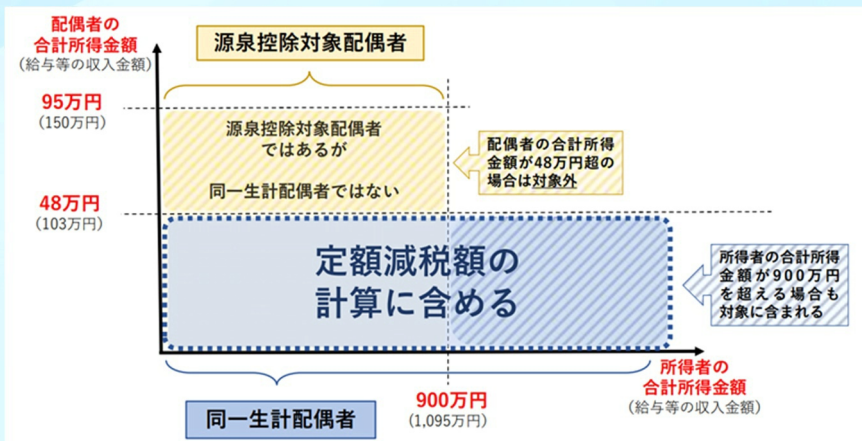 配偶者の
合計所得金額
(給与等の収入金額)
源泉控除対象配偶者
95万円
(150万円)
源泉控除対象配偶者
ではあるが
同一生計配偶者ではない
配偶者の合計所得
金額が48万円超の
場合は対象外
48万円
(103万円)
定額減税額の
計算に含める
所得者の合計所得
金額が900万円
を超える場合も
対象に含まれる
900万円
(1,095万円)
所得者の
合計所得金額
(給与等の収入金額)
同一生計配偶者